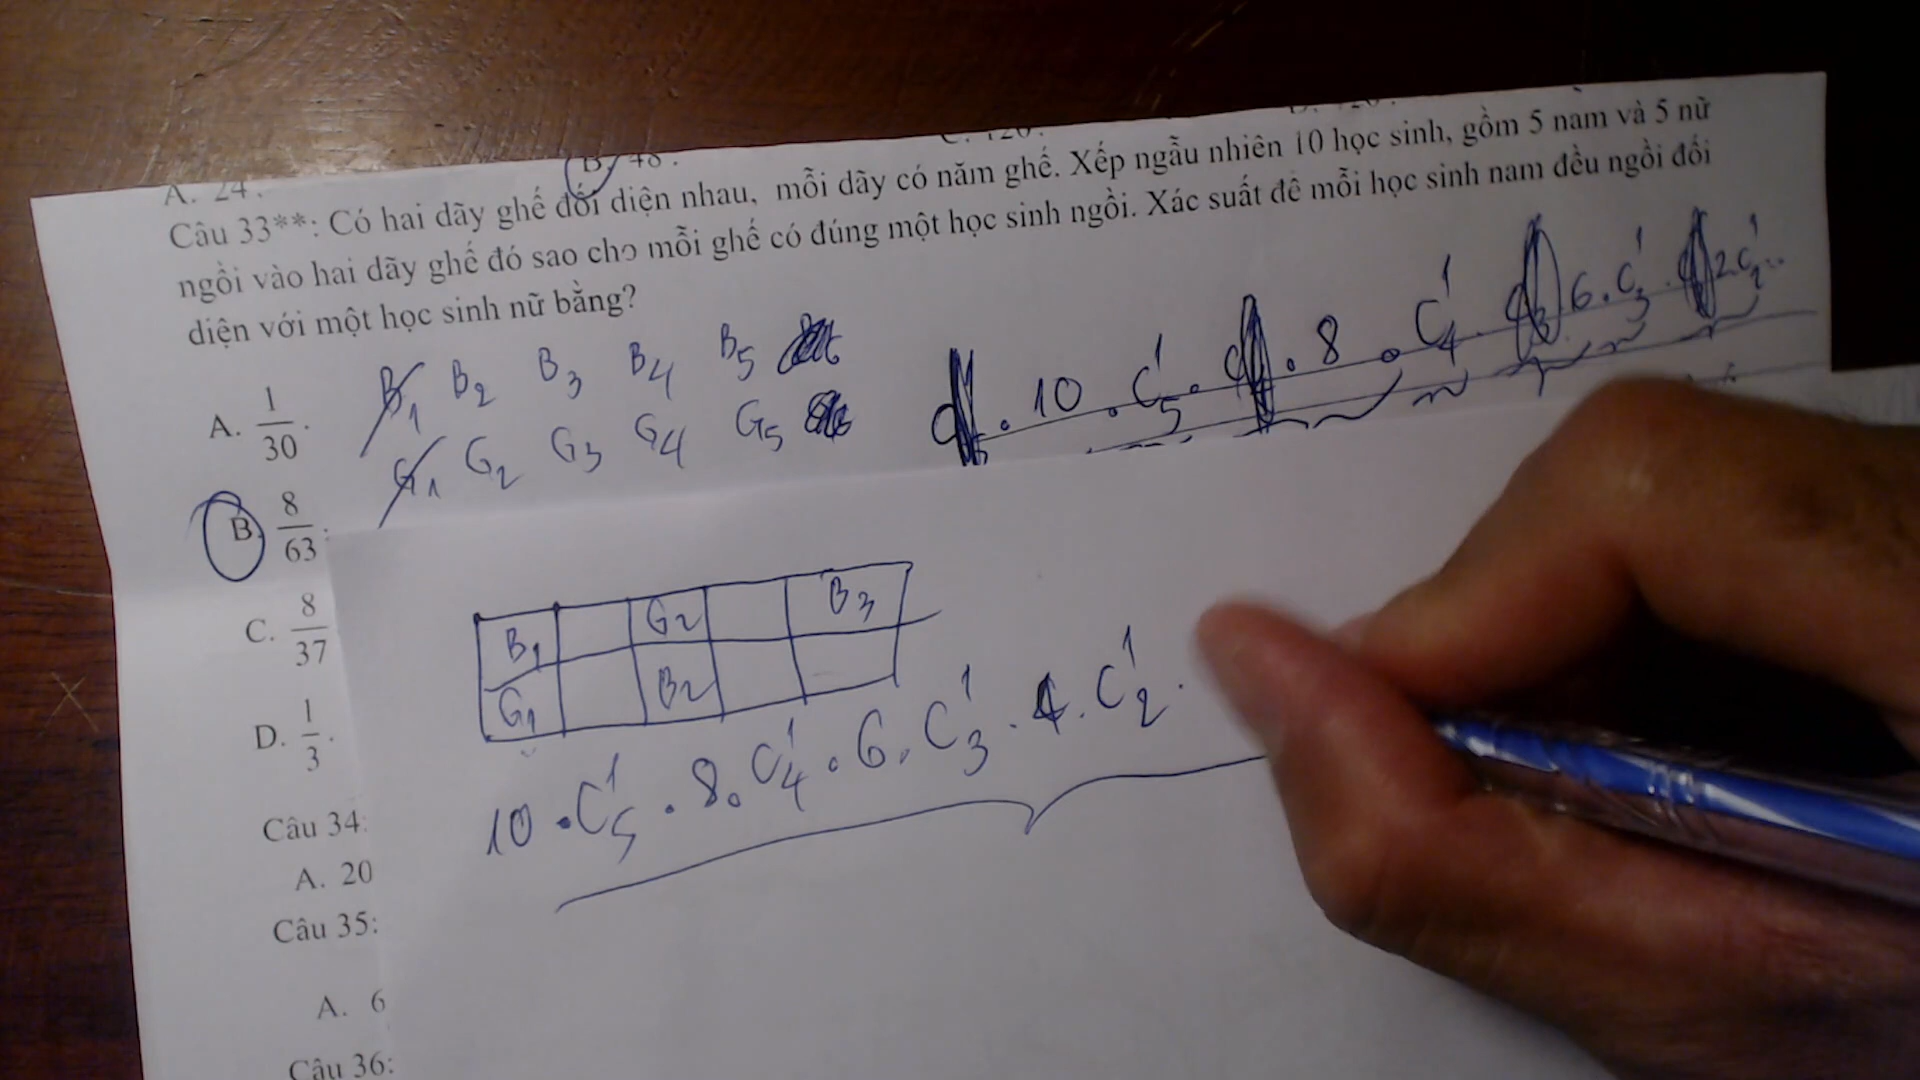 A. 24.
B. 48.
C. 120.
Câu 33**: Có hai dãy ghế đối diện nhau, mỗi dãy có năm ghế. Xếp ngẫu nhiên 10 học sinh, gồm 5 nam và 5 nữ
ngồi vào hai dãy ghế đó sao cho mỗi ghế có đúng một học sinh ngồi. Xác suất để mỗi học sinh nam đều ngồi đối
diện với một học sinh nữ bằng?
B1 B2 B3 B4 B5
G1 G2 G3 G4 G5
. 10 . C¹5 . . 8 . C¹4 . 6 . C¹3 . 2 C¹2 ..
A. 1/30.
B. 8/63.
C. 8/37
D. 1/3.
B1 G2 B3
G1 B2
10 . C¹5 . 8 . C¹4 . 6 . C¹3 . 4 . C¹2 .
Câu 34:
A. 20
Câu 35:
A. 6
Câu 36: